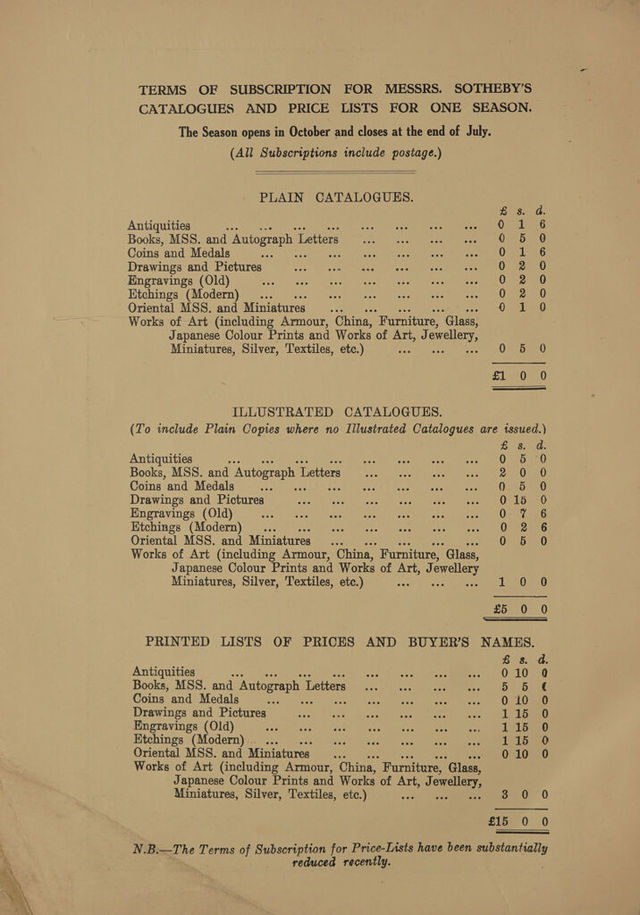 TERMS OF SUBSCRIPTION FOR MESSRS. SOTHEBY'S
CATALOGUES AND PRICE LISTS FOR ONE SEASON.
The Season opens in October and closes at the end of July.
(All Subscriptions include postage.)
PLAIN CATALOGUES.
£ s. d.
Antiquities ... ... ... ... ... ... ... ... 0 1 6
Books, MSS. and Autograph Letters ... ... ... ... 0 5 0
Coins and Medals ... ... ... ... ... ... ... 0 1 6
Drawings and Pictures ... ... ... ... ... ... 0 2 0
Engravings (Old) ... ... ... ... ... ... ... 0 2 0
Etchings (Modern) ... ... ... ... ... ... ... 0 2 0
Oriental MSS. and Miniatures ... ... ... ... ... 0 1 0
Works of Art (including Armour, China, Furniture, Glass,
Japanese Colour Prints and Works of Art, Jewellery,
Miniatures, Silver, Textiles, etc.) ... ... ... 0 5 0
£1 0 0
ILLUSTRATED CATALOGUES.
(To include Plain Copies where no Illustrated Catalogues are issued.)
£ s. d.
Antiquities ... ... ... ... ... ... ... ... 0 5 0
Books, MSS. and Autograph Letters ... ... ... ... 2 0 0
Coins and Medals ... ... ... ... ... ... ... 0 5 0
Drawings and Pictures ... ... ... ... ... ... 0 15 0
Engravings (Old) ... ... ... ... ... ... ... 0 7 6
Etchings (Modern) ... ... ... ... ... ... ... 0 2 6
Oriental MSS. and Miniatures ... ... ... ... ... 0 5 0
Works of Art (including Armour, China, Furniture, Glass,
Japanese Colour Prints and Works of Art, Jewellery
Miniatures, Silver, Textiles, etc.) ... ... ... 1 0 0
£5 0 0
PRINTED LISTS OF PRICES AND BUYER'S NAMES.
£ s. d.
Antiquities ... ... ... ... ... ... ... ... 0 10 0
Books, MSS. and Autograph Letters ... ... ... ... 5 5
Coins and Medals ... ... ... ... ... ... ... 0 10 0
Drawings and Pictures ... ... ... ... ... ... 1 15 0
Engravings (Old) ... ... ... ... ... ... ... 1 15 0
Etchings (Modern) ... ... ... ... ... ... ... 1 15 0
Oriental MSS. and Miniatures ... ... ... ... ... 0 10 0
Works of Art (including Armour, China, Furniture, Glass,
Japanese Colour Prints and Works of Art, Jewellery,
Miniatures, Silver, Textiles, etc.) ... ... ... 3 0 0
£15 0 0
N.B.—The Terms of Subscription for Price-Lists have been substantially
reduced recently.